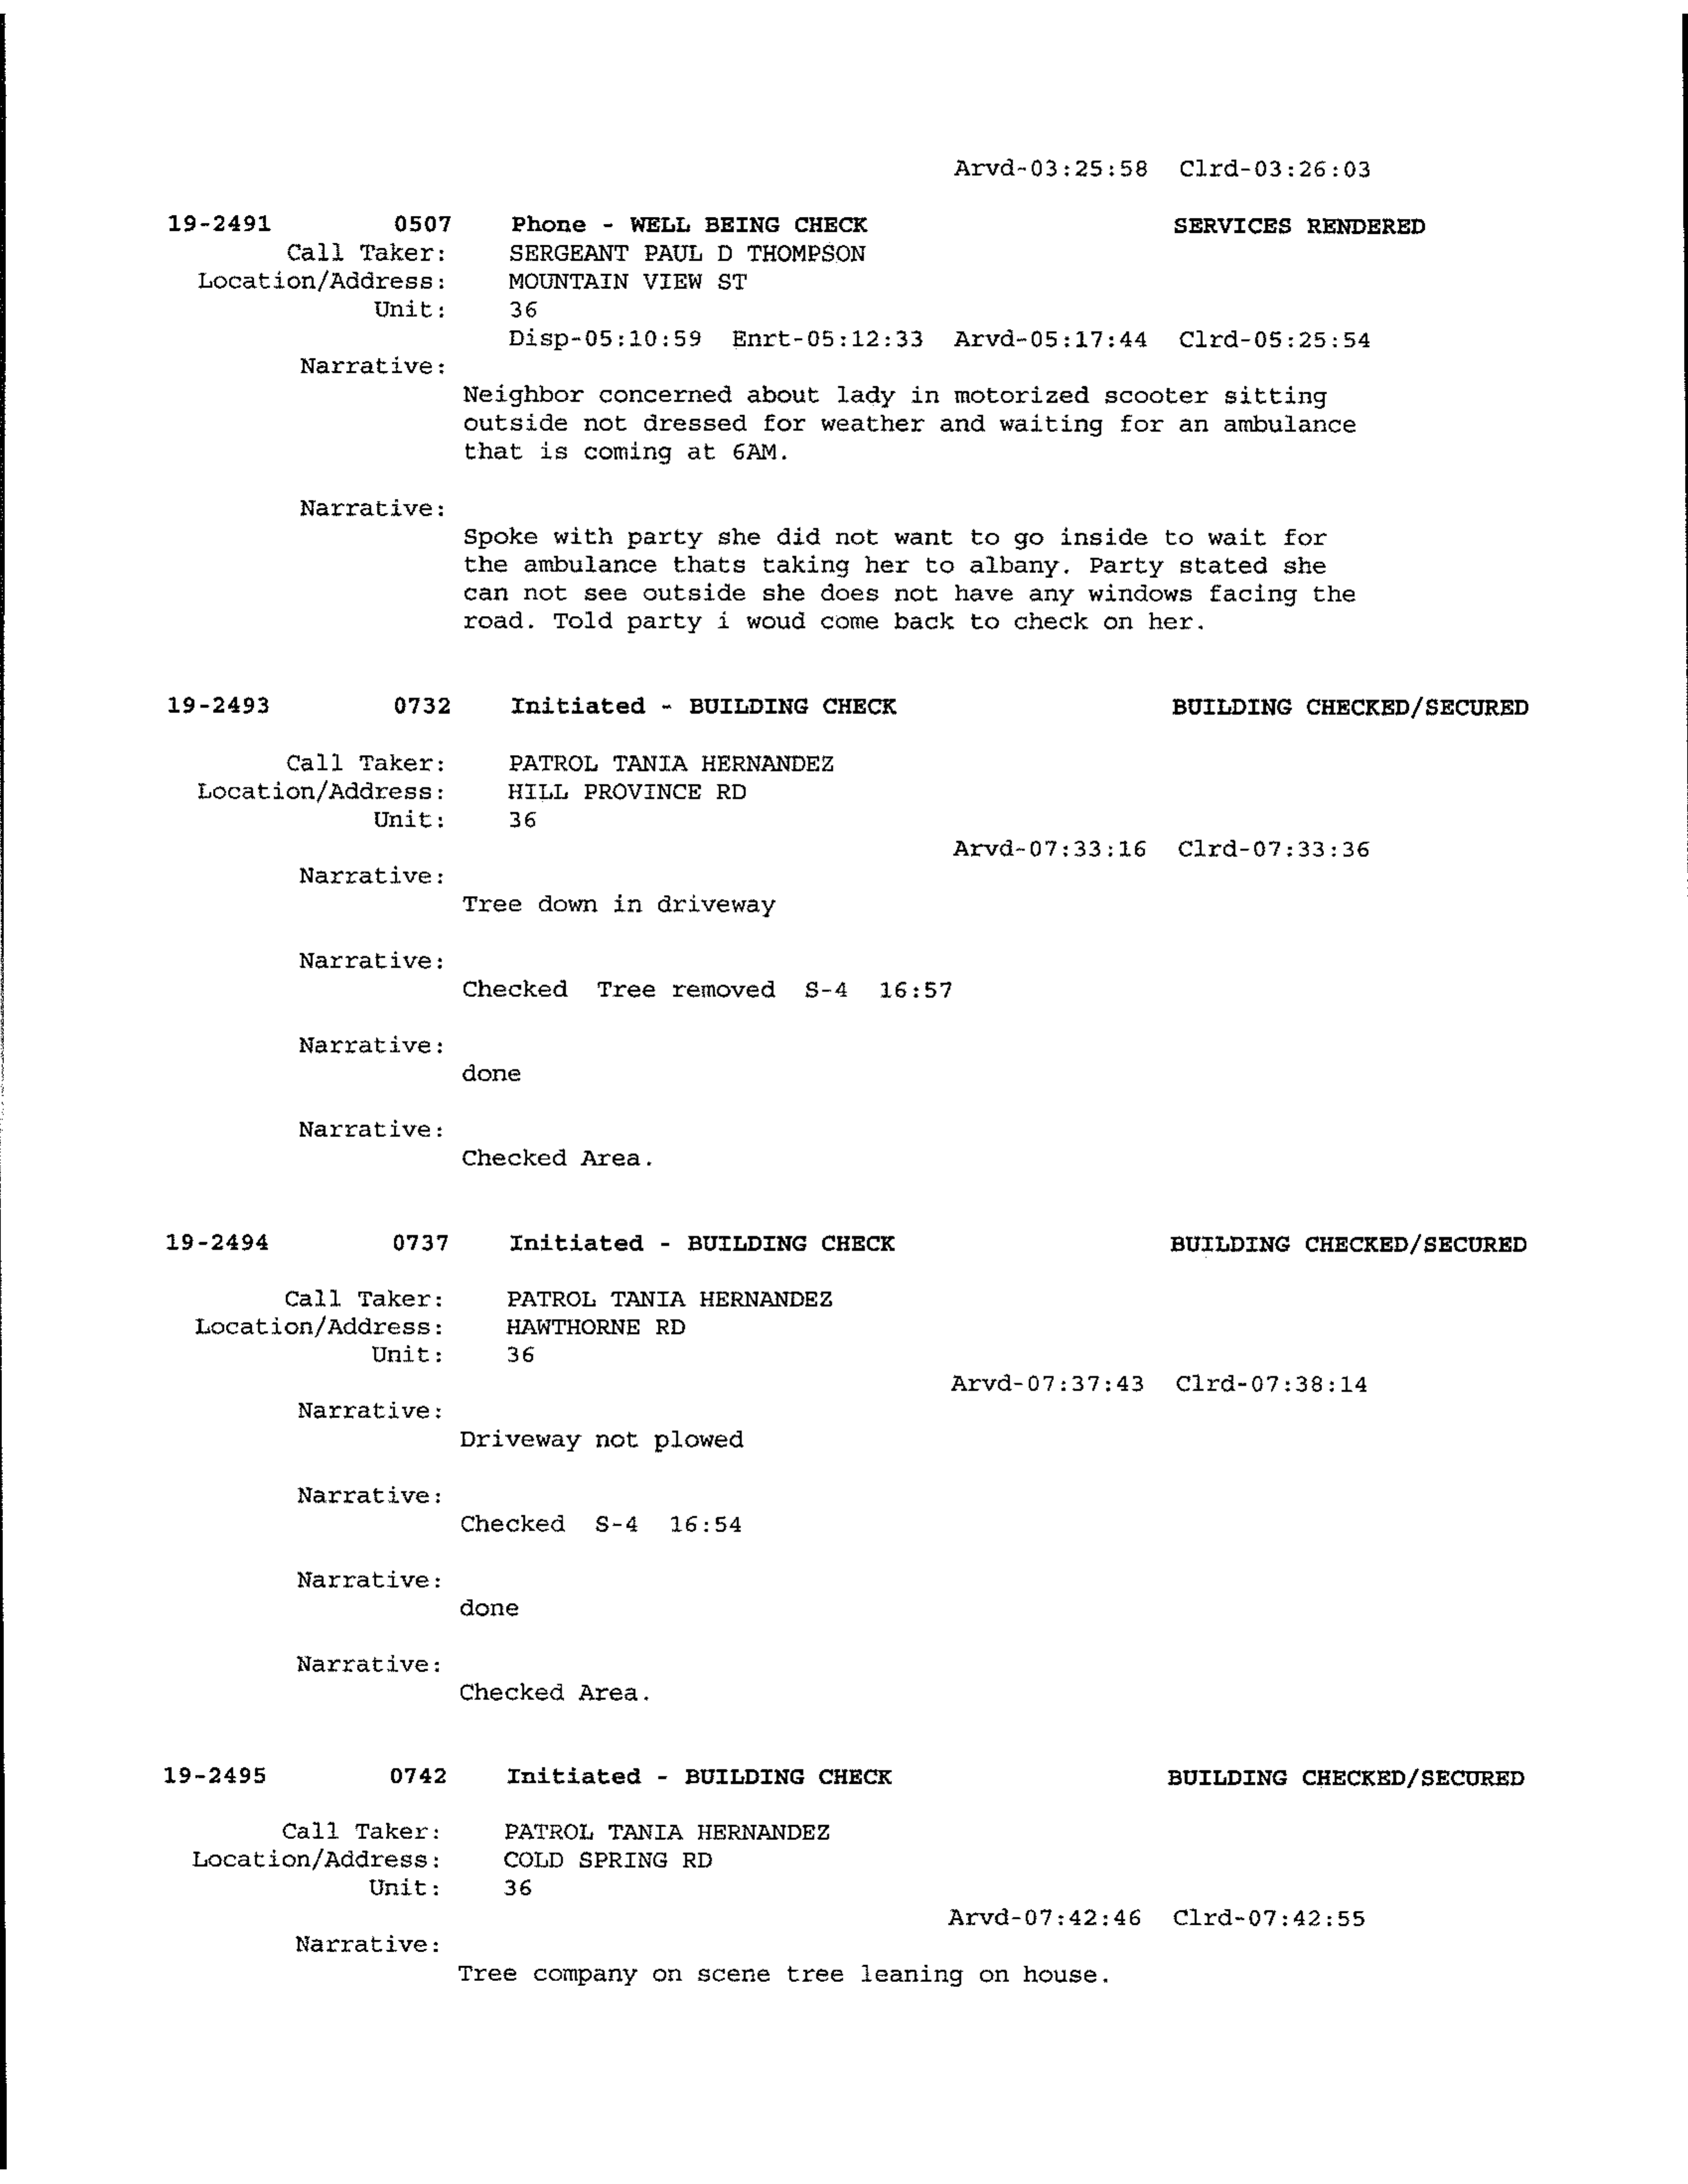 Arvd-03:25:58 Clrd-03:26:03
19-2491 0507 Phone - WELL BEING CHECK SERVICES RENDERED
Call Taker: SERGEANT PAUL D THOMPSON
Location/Address: MOUNTAIN VIEW ST
Unit: 36
Disp-05:10:59 Enrt-05:12:33 Arvd-05:17:44 Clrd-05:25:54
Narrative:
Neighbor concerned about lady in motorized scooter sitting
outside not dressed for weather and waiting for an ambulance
that is coming at 6AM.
Narrative:
Spoke with party she did not want to go inside to wait for
the ambulance thats taking her to albany. Party stated she
can not see outside she does not have any windows facing the
road. Told party i woud come back to check on her.
19-2493 0732 Initiated - BUILDING CHECK BUILDING CHECKED/SECURED
Call Taker: PATROL TANIA HERNANDEZ
Location/Address: HILL PROVINCE RD
Unit: 36
Arvd-07:33:16 Clrd-07:33:36
Narrative:
Tree down in driveway
Narrative:
Checked Tree removed S-4 16:57
Narrative:
done
Narrative:
Checked Area.
19-2494 0737 Initiated - BUILDING CHECK BUILDING CHECKED/SECURED
Call Taker: PATROL TANIA HERNANDEZ
Location/Address: HAWTHORNE RD
Unit: 36
Arvd-07:37:43 Clrd-07:38:14
Narrative:
Driveway not plowed
Narrative:
Checked S-4 16:54
Narrative:
done
Narrative:
Checked Area.
19-2495 0742 Initiated - BUILDING CHECK BUILDING CHECKED/SECURED
Call Taker: PATROL TANIA HERNANDEZ
Location/Address: COLD SPRING RD
Unit: 36
Arvd-07:42:46 Clrd-07:42:55
Narrative:
Tree company on scene tree leaning on house.